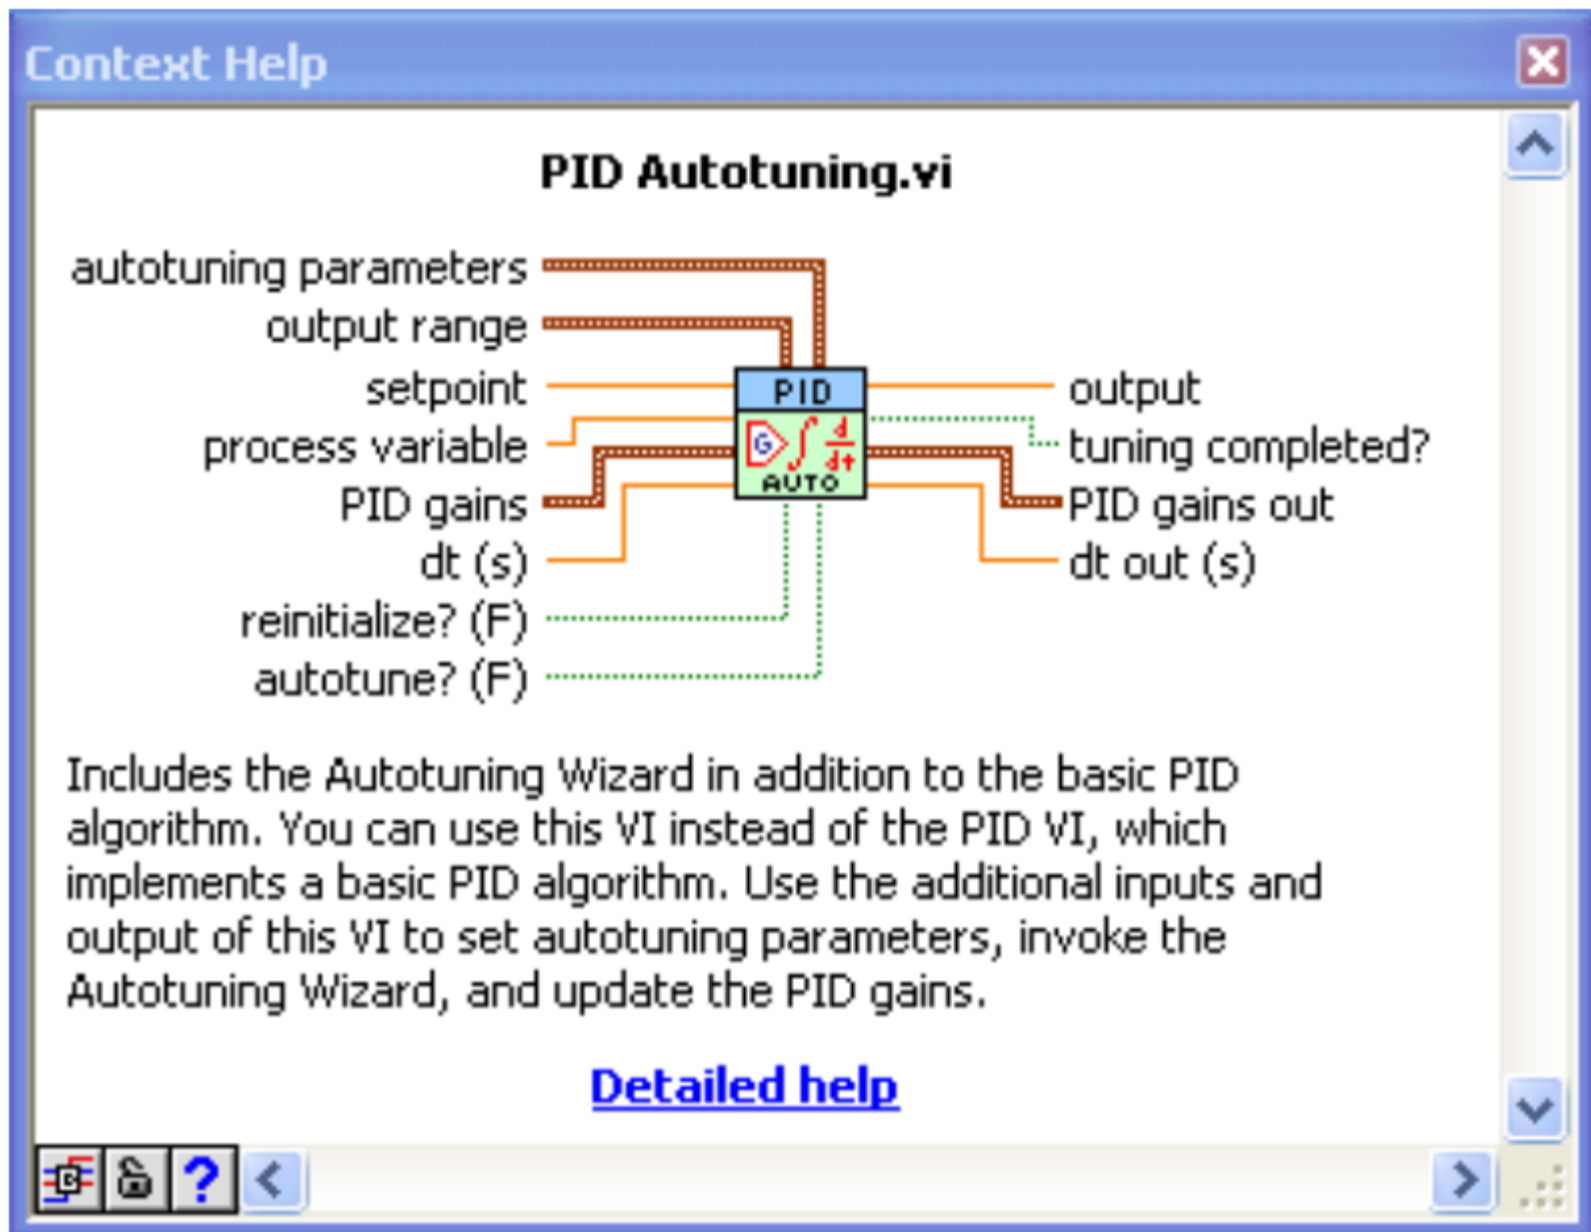 Context Help
PID Autotuning.vi
autotuning parameters
output range
setpoint
process variable
PID gains
dt (s)
reinitialize? (F)
autotune? (F)
PID
G ∫ d/dt
AUTO
output
tuning completed?
PID gains out
dt out (s)
Includes the Autotuning Wizard in addition to the basic PID
algorithm. You can use this VI instead of the PID VI, which
implements a basic PID algorithm. Use the additional inputs and
output of this VI to set autotuning parameters, invoke the
Autotuning Wizard, and update the PID gains.
Detailed help
?